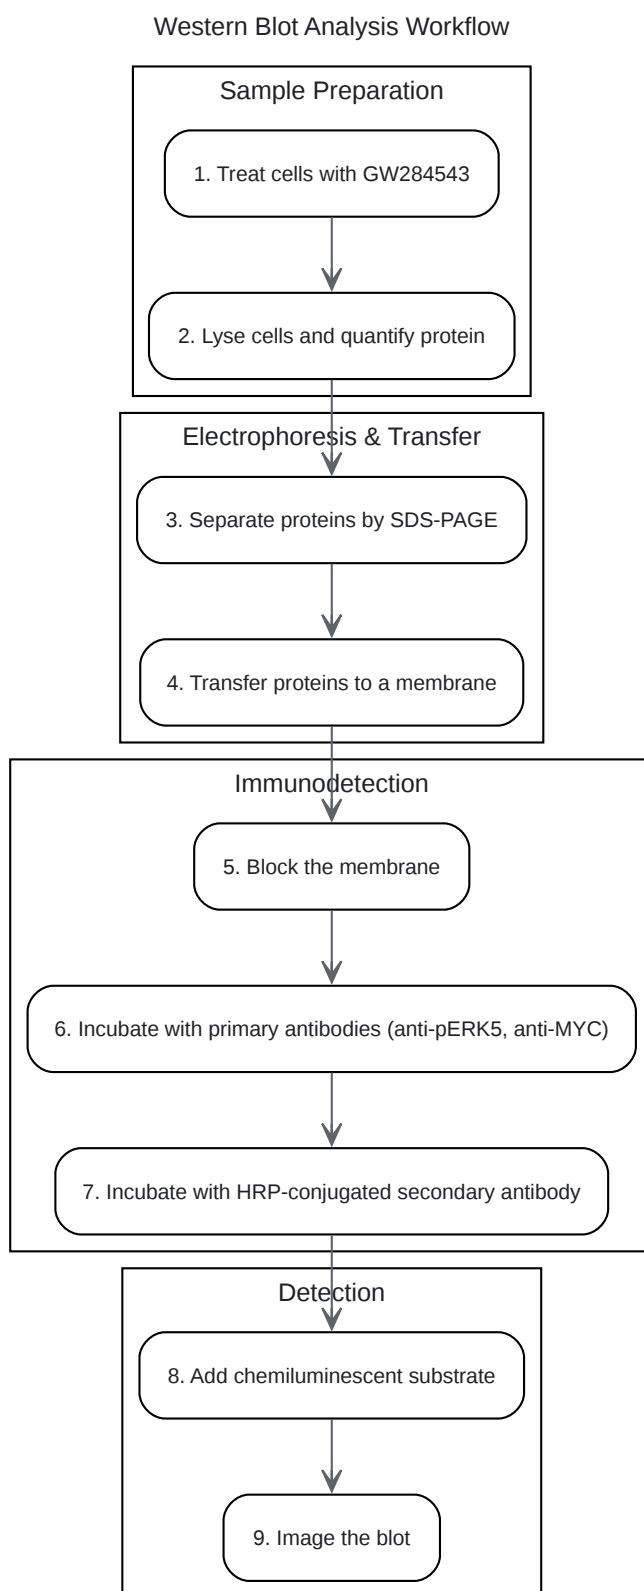 Western Blot Analysis Workflow
Sample Preparation
1. Treat cells with GW284543
2. Lyse cells and quantify protein
Electrophoresis & Transfer
3. Separate proteins by SDS-PAGE
4. Transfer proteins to a membrane
Immunodetection
5. Block the membrane
6. Incubate with primary antibodies (anti-pERK5, anti-MYC)
7. Incubate with HRP-conjugated secondary antibody
Detection
8. Add chemiluminescent substrate
9. Image the blot